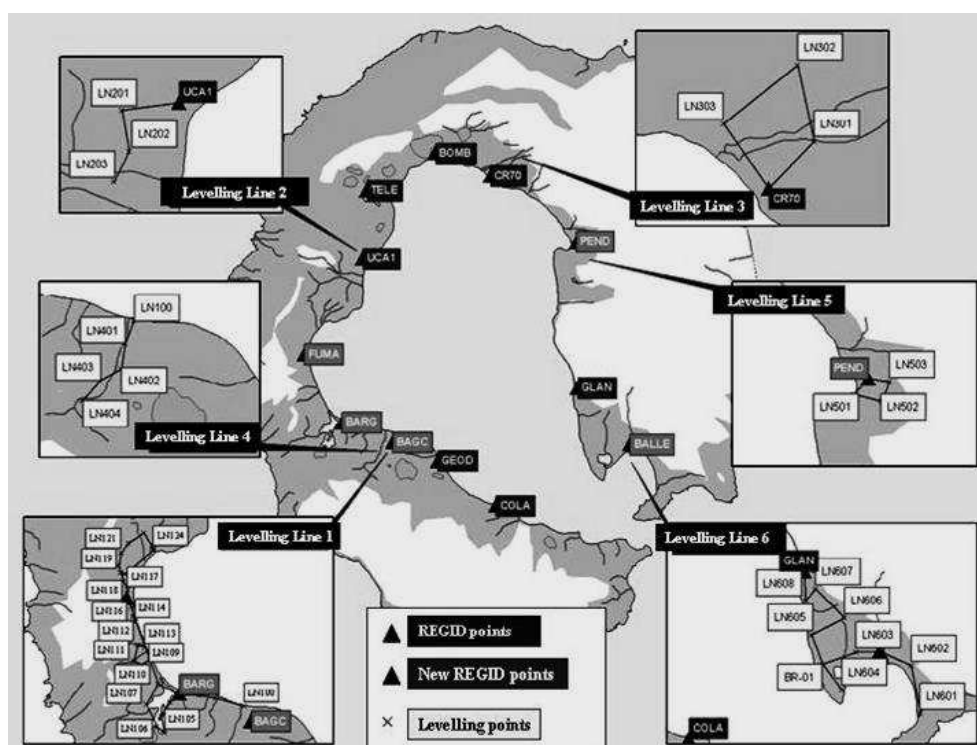 LN201
UCA1
LN202
LN203
Levelling Line 2
LN302
LN303
LN301
CR70
Levelling Line 3
BOMB
CR70
TELE
UCA1
PEND
FUMA
GLAN
BARG
BAGC
GEOD
BALLE
COLA
LN100
LN401
LN403
LN402
LN404
Levelling Line 4
Levelling Line 5
PEND
LN503
LN501
LN502
Levelling Line 1
Levelling Line 6
LN121
LN124
LN119
LN117
LN118
LN116
LN114
LN112
LN113
LN111
LN109
LN110
LN107
BARG
LN100
LN106
LN105
BAGC
REGID points
New REGID points
Levelling points
GLAN
LN607
LN608
LN606
LN605
LN603
LN602
BR-01
LN604
LN601
COLA